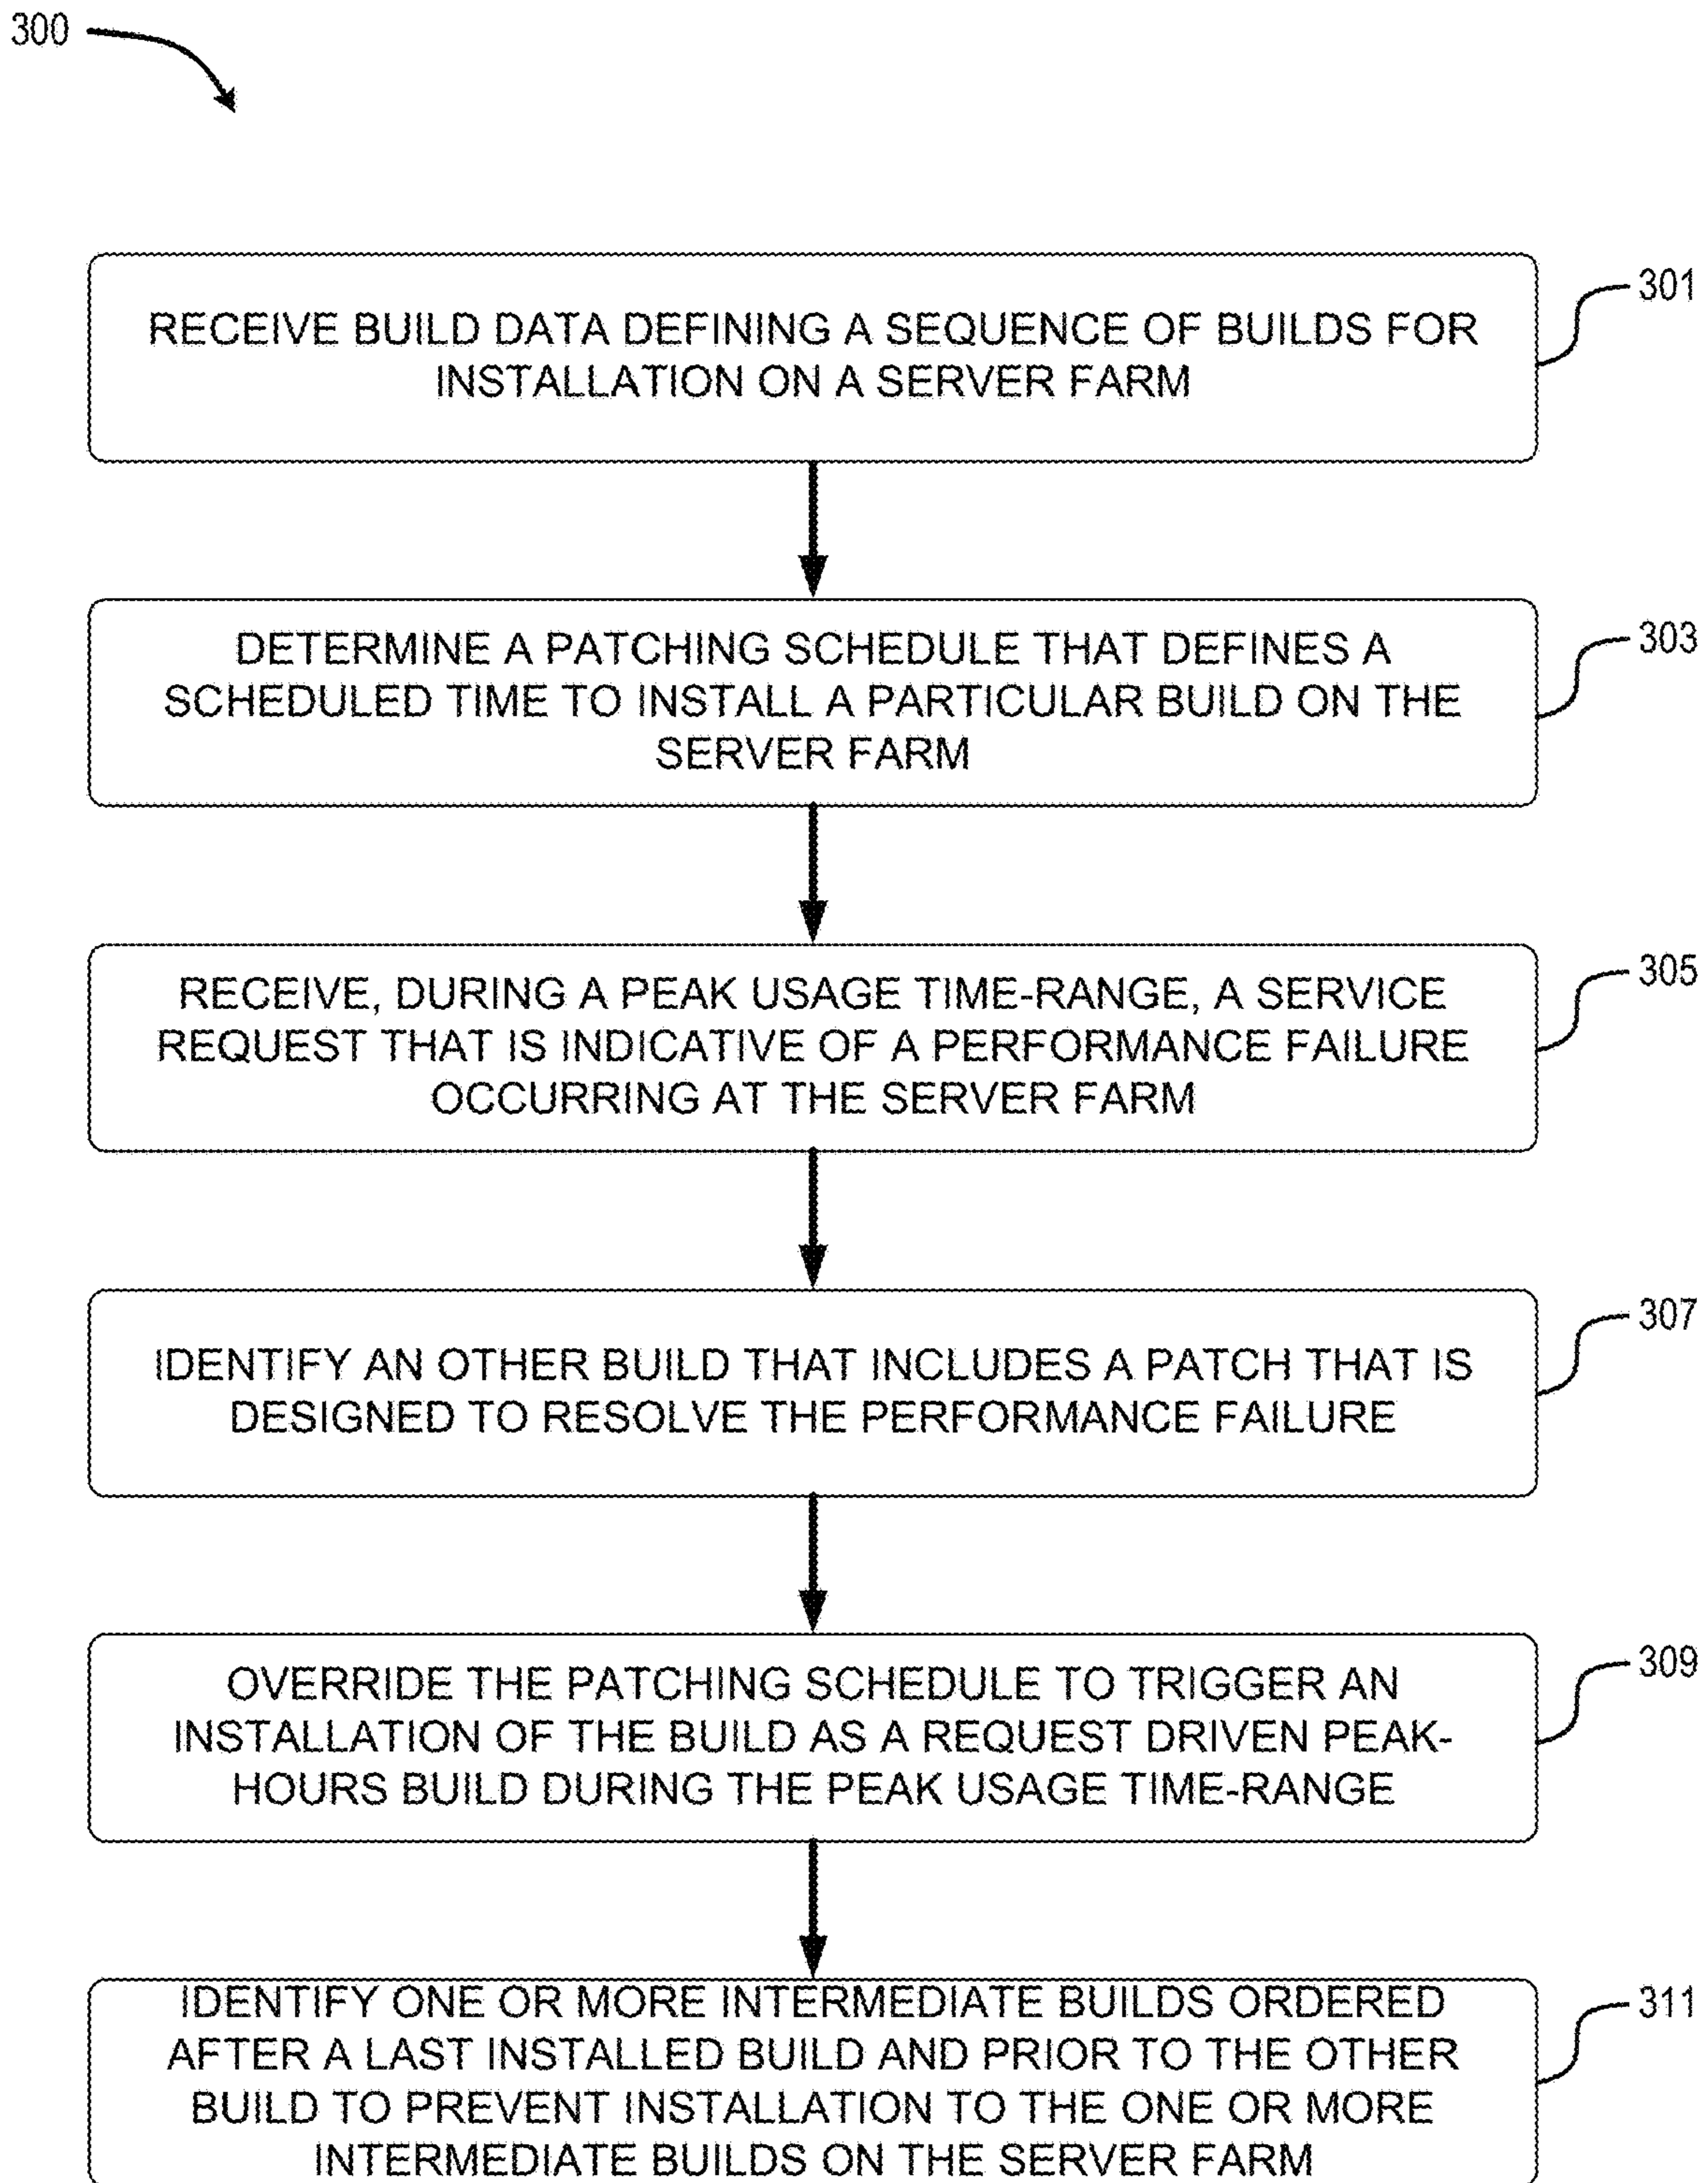 300
RECEIVE BUILD DATA DEFINING A SEQUENCE OF BUILDS FOR
INSTALLATION ON A SERVER FARM
301
DETERMINE A PATCHING SCHEDULE THAT DEFINES A
SCHEDULED TIME TO INSTALL A PARTICULAR BUILD ON THE
SERVER FARM
303
RECEIVE, DURING A PEAK USAGE TIME-RANGE, A SERVICE
REQUEST THAT IS INDICATIVE OF A PERFORMANCE FAILURE
OCCURRING AT THE SERVER FARM
305
IDENTIFY AN OTHER BUILD THAT INCLUDES A PATCH THAT IS
DESIGNED TO RESOLVE THE PERFORMANCE FAILURE
307
OVERRIDE THE PATCHING SCHEDULE TO TRIGGER AN
INSTALLATION OF THE BUILD AS A REQUEST DRIVEN PEAK-
HOURS BUILD DURING THE PEAK USAGE TIME-RANGE
309
IDENTIFY ONE OR MORE INTERMEDIATE BUILDS ORDERED
AFTER A LAST INSTALLED BUILD AND PRIOR TO THE OTHER
BUILD TO PREVENT INSTALLATION TO THE ONE OR MORE
INTERMEDIATE BUILDS ON THE SERVER FARM
311